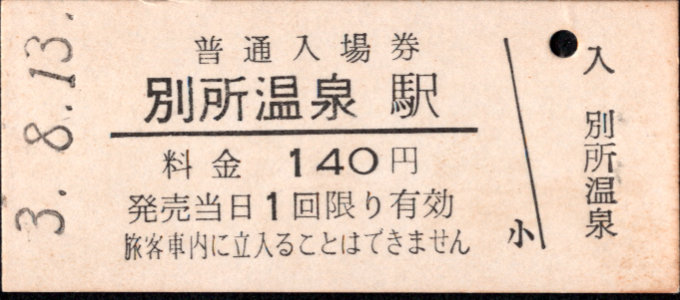 3. 8. 13.
普通入場券
別所温泉 駅
料金 140円
発売当日1回限り有効
旅客車内に立入ることはできません
小
入
別所温泉